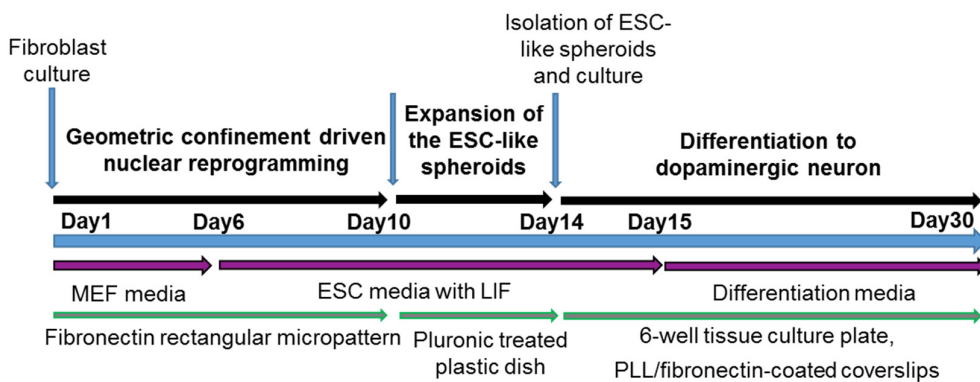 Fibroblast
culture
Isolation of ESC-
like spheroids
and culture
Geometric confinement driven
nuclear reprogramming
Expansion of
the ESC-like
spheroids
Differentiation to
dopaminergic neuron
Day1 Day6 Day10 Day14 Day15 Day30
MEF media
ESC media with LIF
Differentiation media
Fibronectin rectangular micropattern
Pluronic treated
plastic dish
6-well tissue culture plate,
PLL/fibronectin-coated coverslips